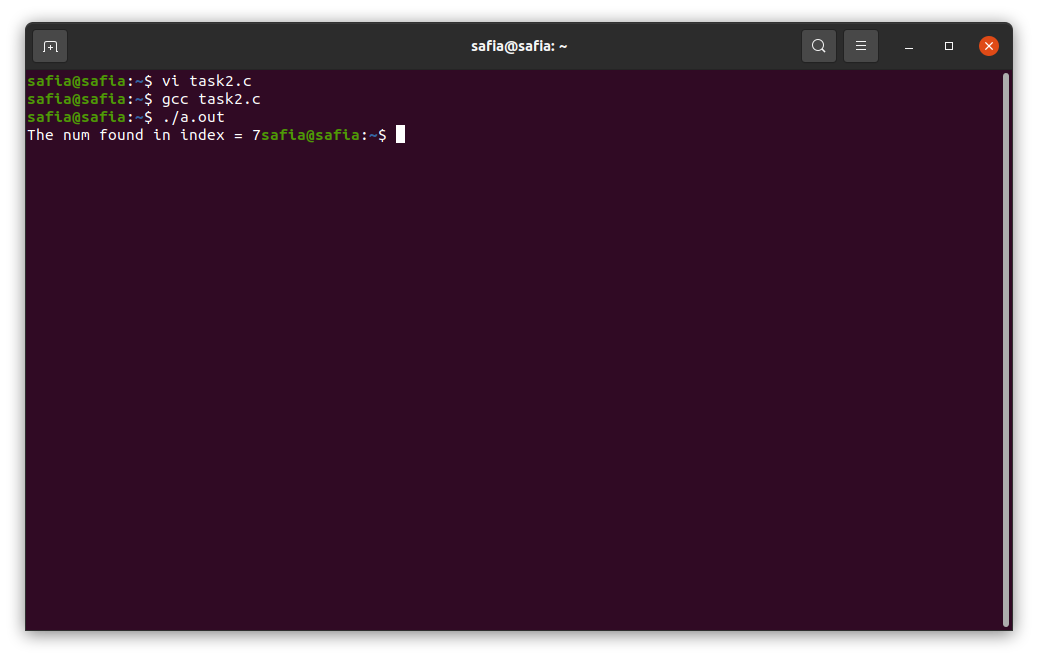 safia@safia: ~
safia@safia:~$ vi task2.c
safia@safia:~$ gcc task2.c
safia@safia:~$ ./a.out
The num found in index = 7safia@safia:~$